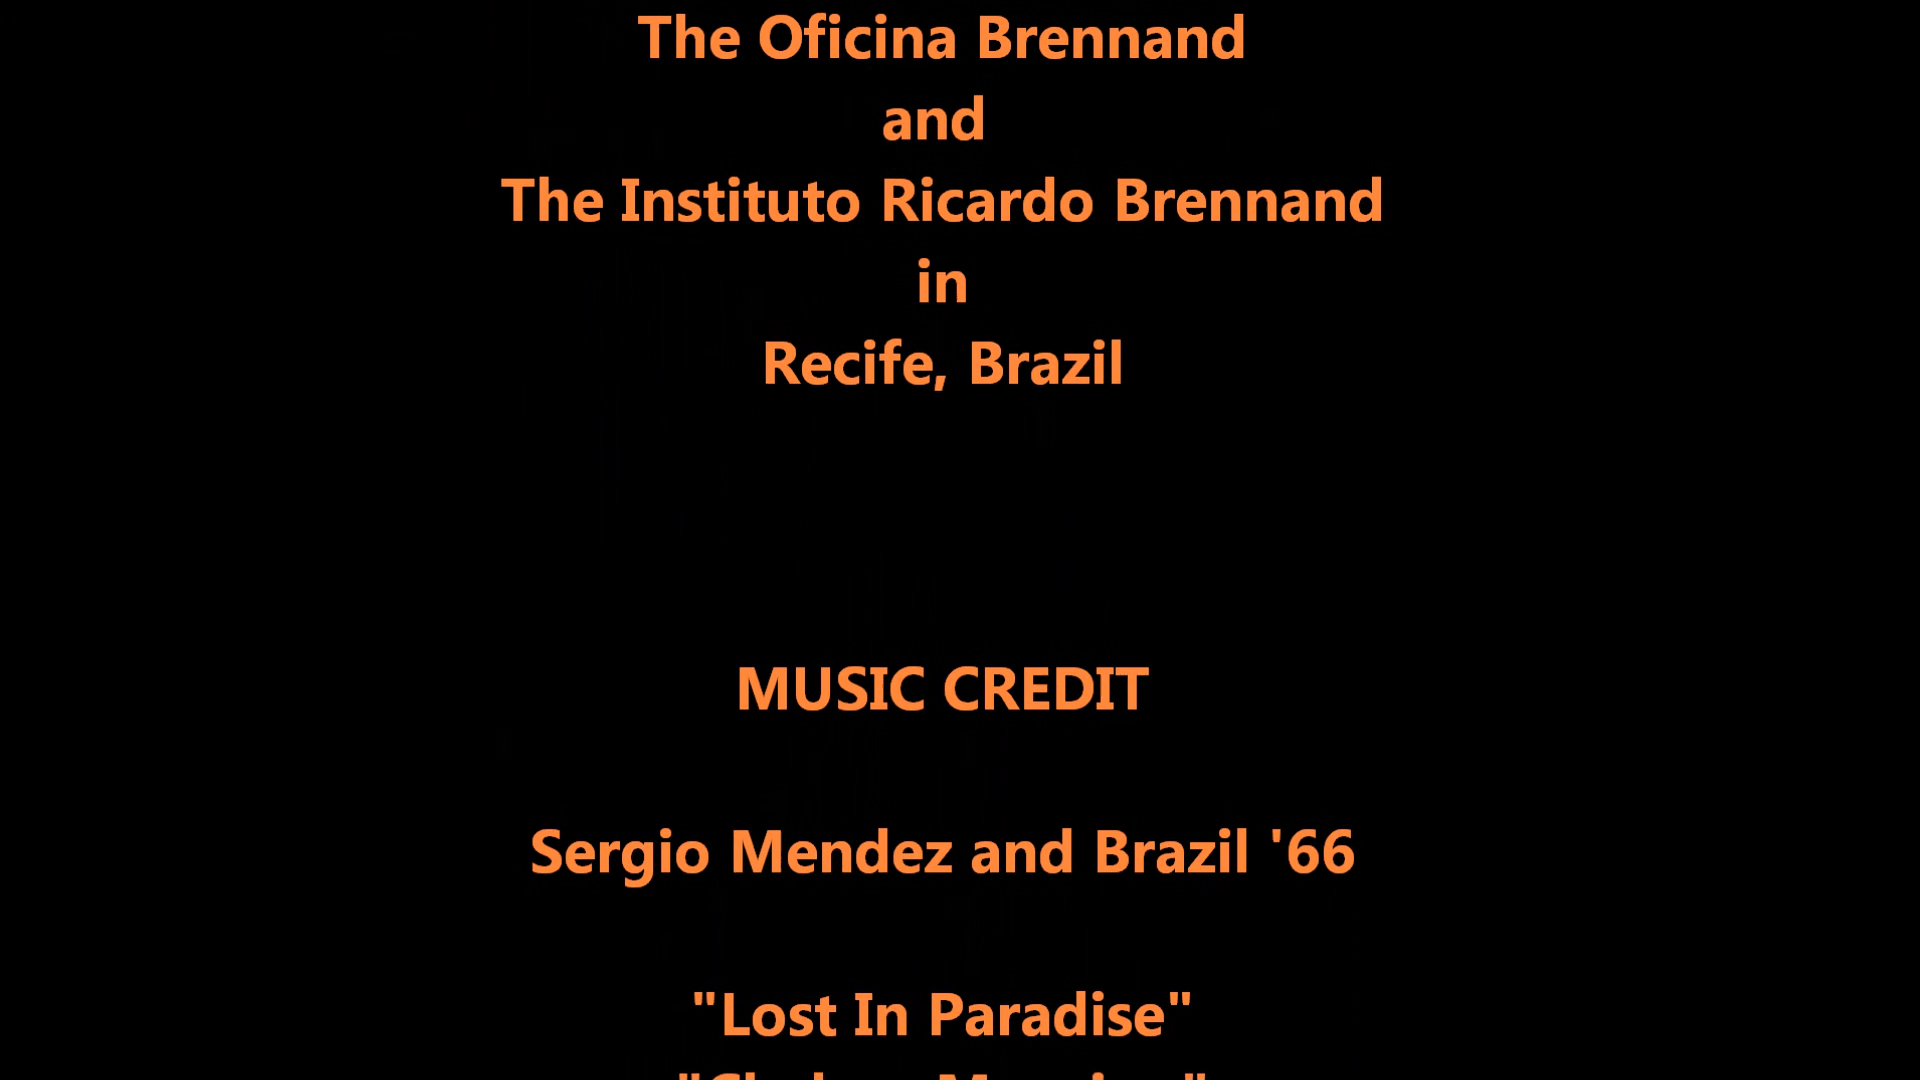 The Oficina Brennand
and
The Instituto Ricardo Brennand
in
Recife, Brazil
MUSIC CREDIT
Sergio Mendez and Brazil '66
"Lost In Paradise"